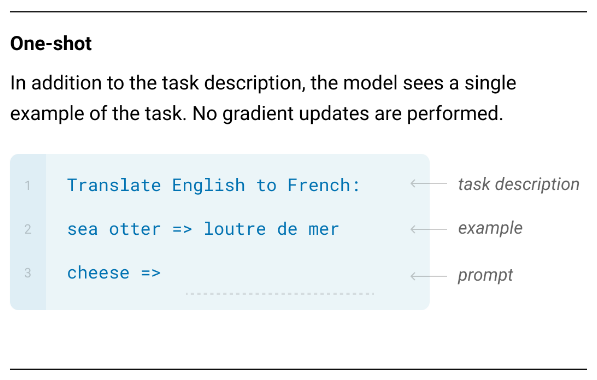 One-shot
In addition to the task description, the model sees a single
example of the task. No gradient updates are performed.
1 Translate English to French: task description
2 sea otter => loutre de mer example
3 cheese => prompt